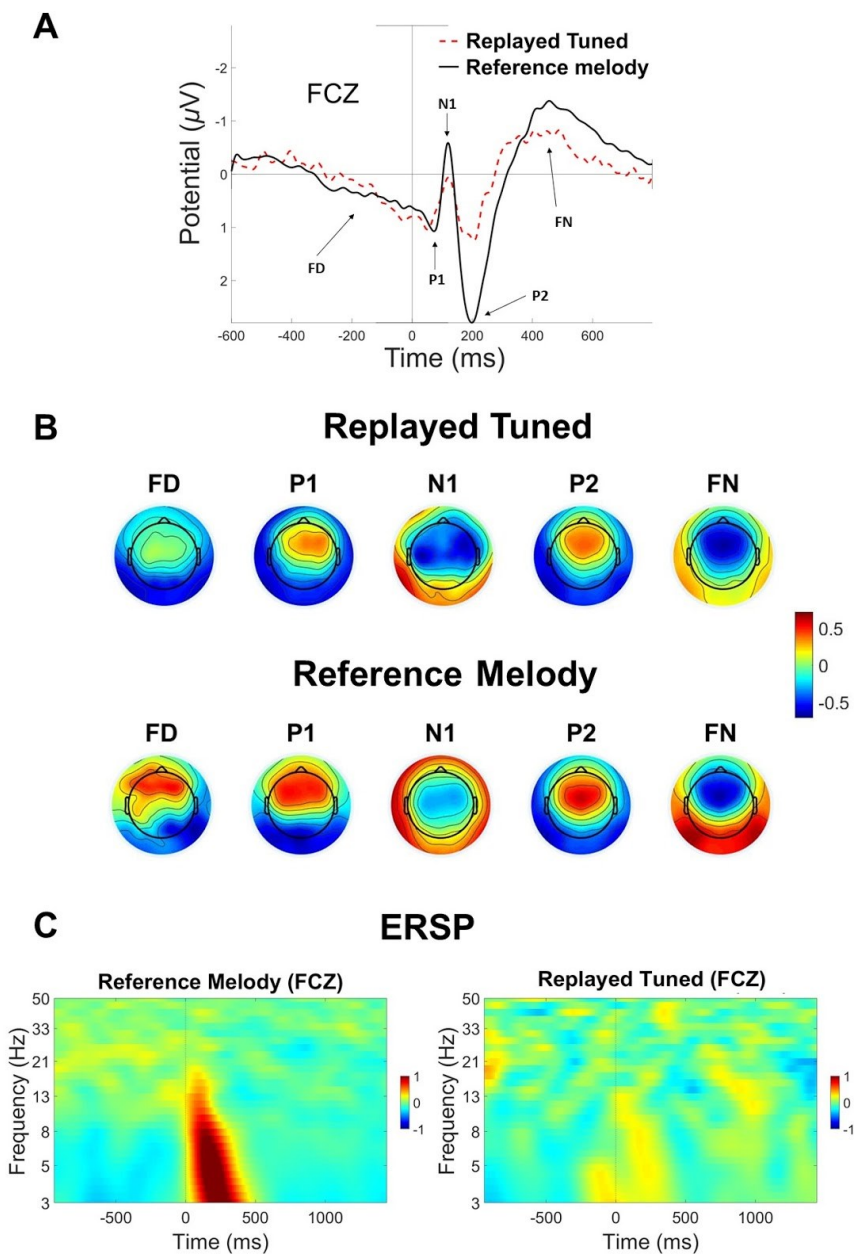 A
Replayed Tuned
Reference melody
FCZ
N1
Potential (µV)
-2
-1
0
1
2
FD
P1
P2
FN
-600 -400 -200 0 200 400 600
Time (ms)
B
Replayed Tuned
FD P1 N1 P2 FN
0.5
0
-0.5
Reference Melody
FD P1 N1 P2 FN
C
ERSP
Reference Melody (FCZ)
Frequency (Hz)
50
33
21
13
8
5
3
-500 0 500 1000
Time (ms)
1
0
-1
Replayed Tuned (FCZ)
Frequency (Hz)
50
33
21
13
8
5
3
-500 0 500 1000
Time (ms)
1
0
-1